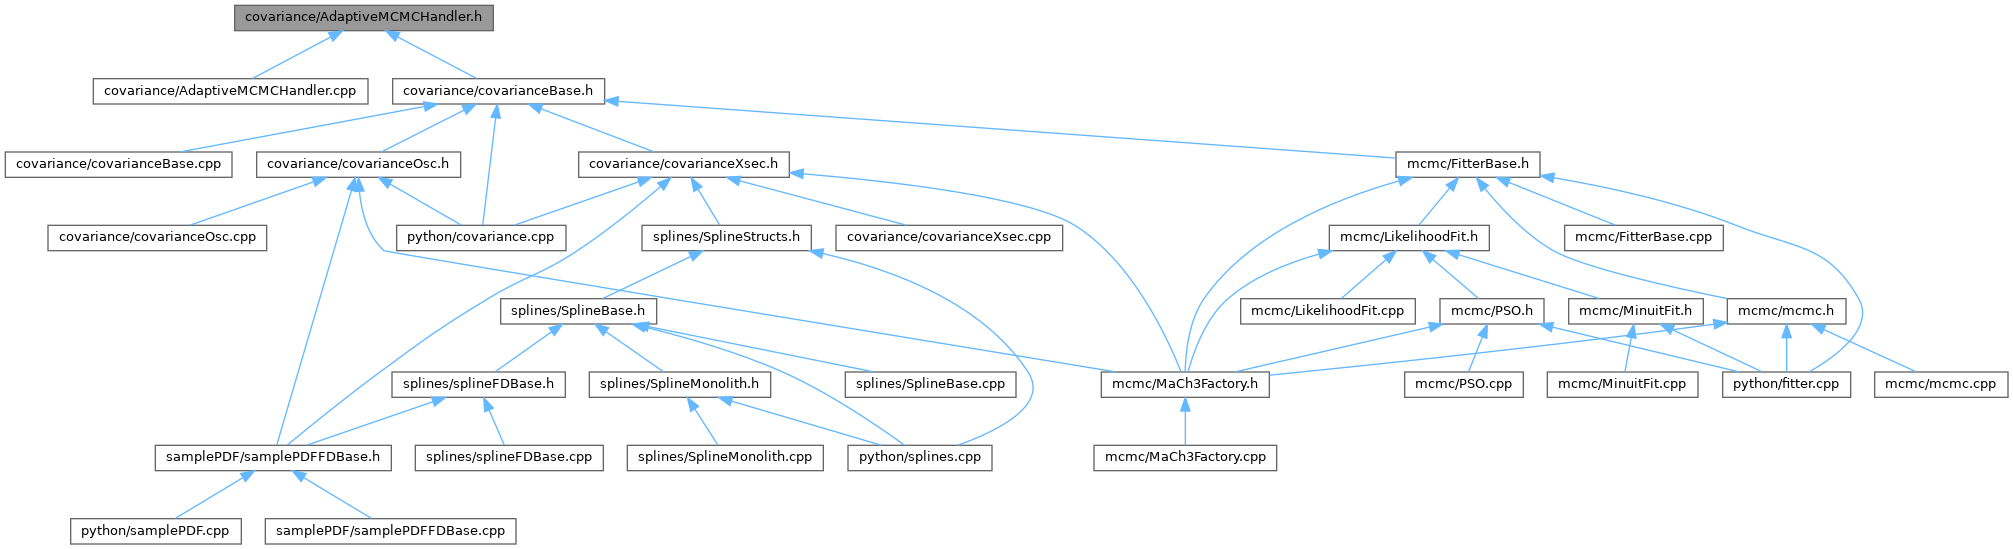 covariance/AdaptiveMCMCHandler.h
covariance/AdaptiveMCMCHandler.cpp
covariance/covarianceBase.h
covariance/covarianceBase.cpp
covariance/covarianceOsc.h
covariance/covarianceXsec.h
mcmc/FitterBase.h
covariance/covarianceOsc.cpp
python/covariance.cpp
splines/SplineStructs.h
covariance/covarianceXsec.cpp
mcmc/LikelihoodFit.h
mcmc/FitterBase.cpp
splines/SplineBase.h
mcmc/LikelihoodFit.cpp
mcmc/PSO.h
mcmc/MinuitFit.h
mcmc/mcmc.h
splines/splineFDBase.h
splines/SplineMonolith.h
splines/SplineBase.cpp
mcmc/MaCh3Factory.h
mcmc/PSO.cpp
mcmc/MinuitFit.cpp
python/fitter.cpp
mcmc/mcmc.cpp
samplePDF/samplePDFFDBase.h
splines/splineFDBase.cpp
splines/SplineMonolith.cpp
python/splines.cpp
mcmc/MaCh3Factory.cpp
python/samplePDF.cpp
samplePDF/samplePDFFDBase.cpp